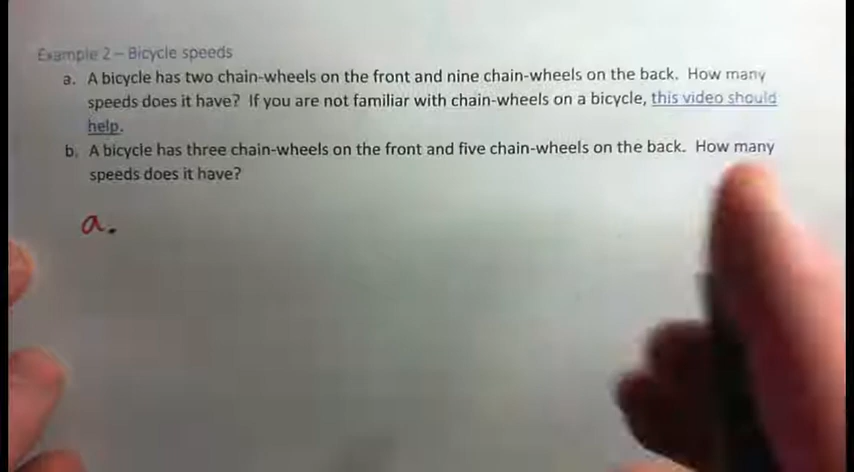 Example 2 – Bicycle speeds
a. A bicycle has two chain-wheels on the front and nine chain-wheels on the back. How many
speeds does it have? If you are not familiar with chain-wheels on a bicycle, this video should
help.
b. A bicycle has three chain-wheels on the front and five chain-wheels on the back. How many
speeds does it have?
a.